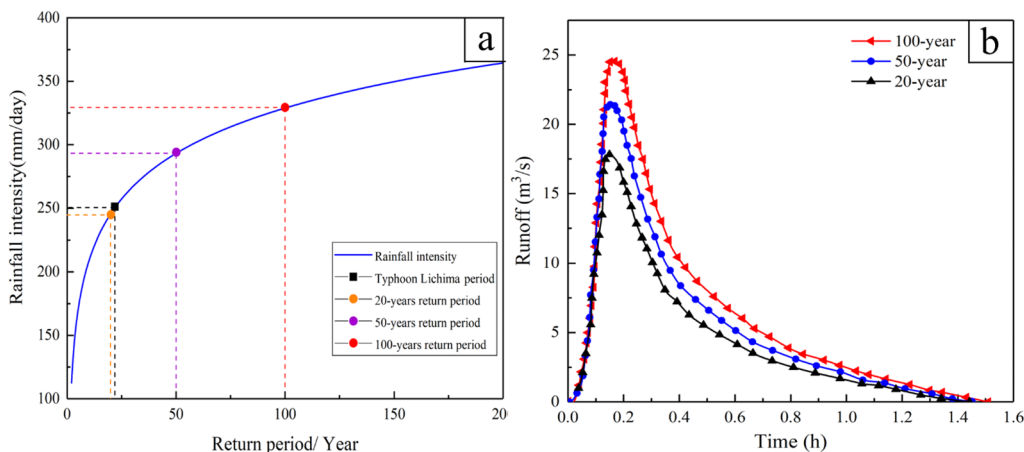 a
400
350
300
250
200
150
100
0
50
100
150
200
Rainfall intensity(mm/day)
Return period/ Year
Rainfall intensity
Typhoon Lichima period
20-years return period
50-years return period
100-years return period
b
100-year
50-year
20-year
25
20
15
10
5
0
0.0
0.2
0.4
0.6
0.8
1.0
1.2
1.4
1.6
Runoff (m³/s)
Time (h)